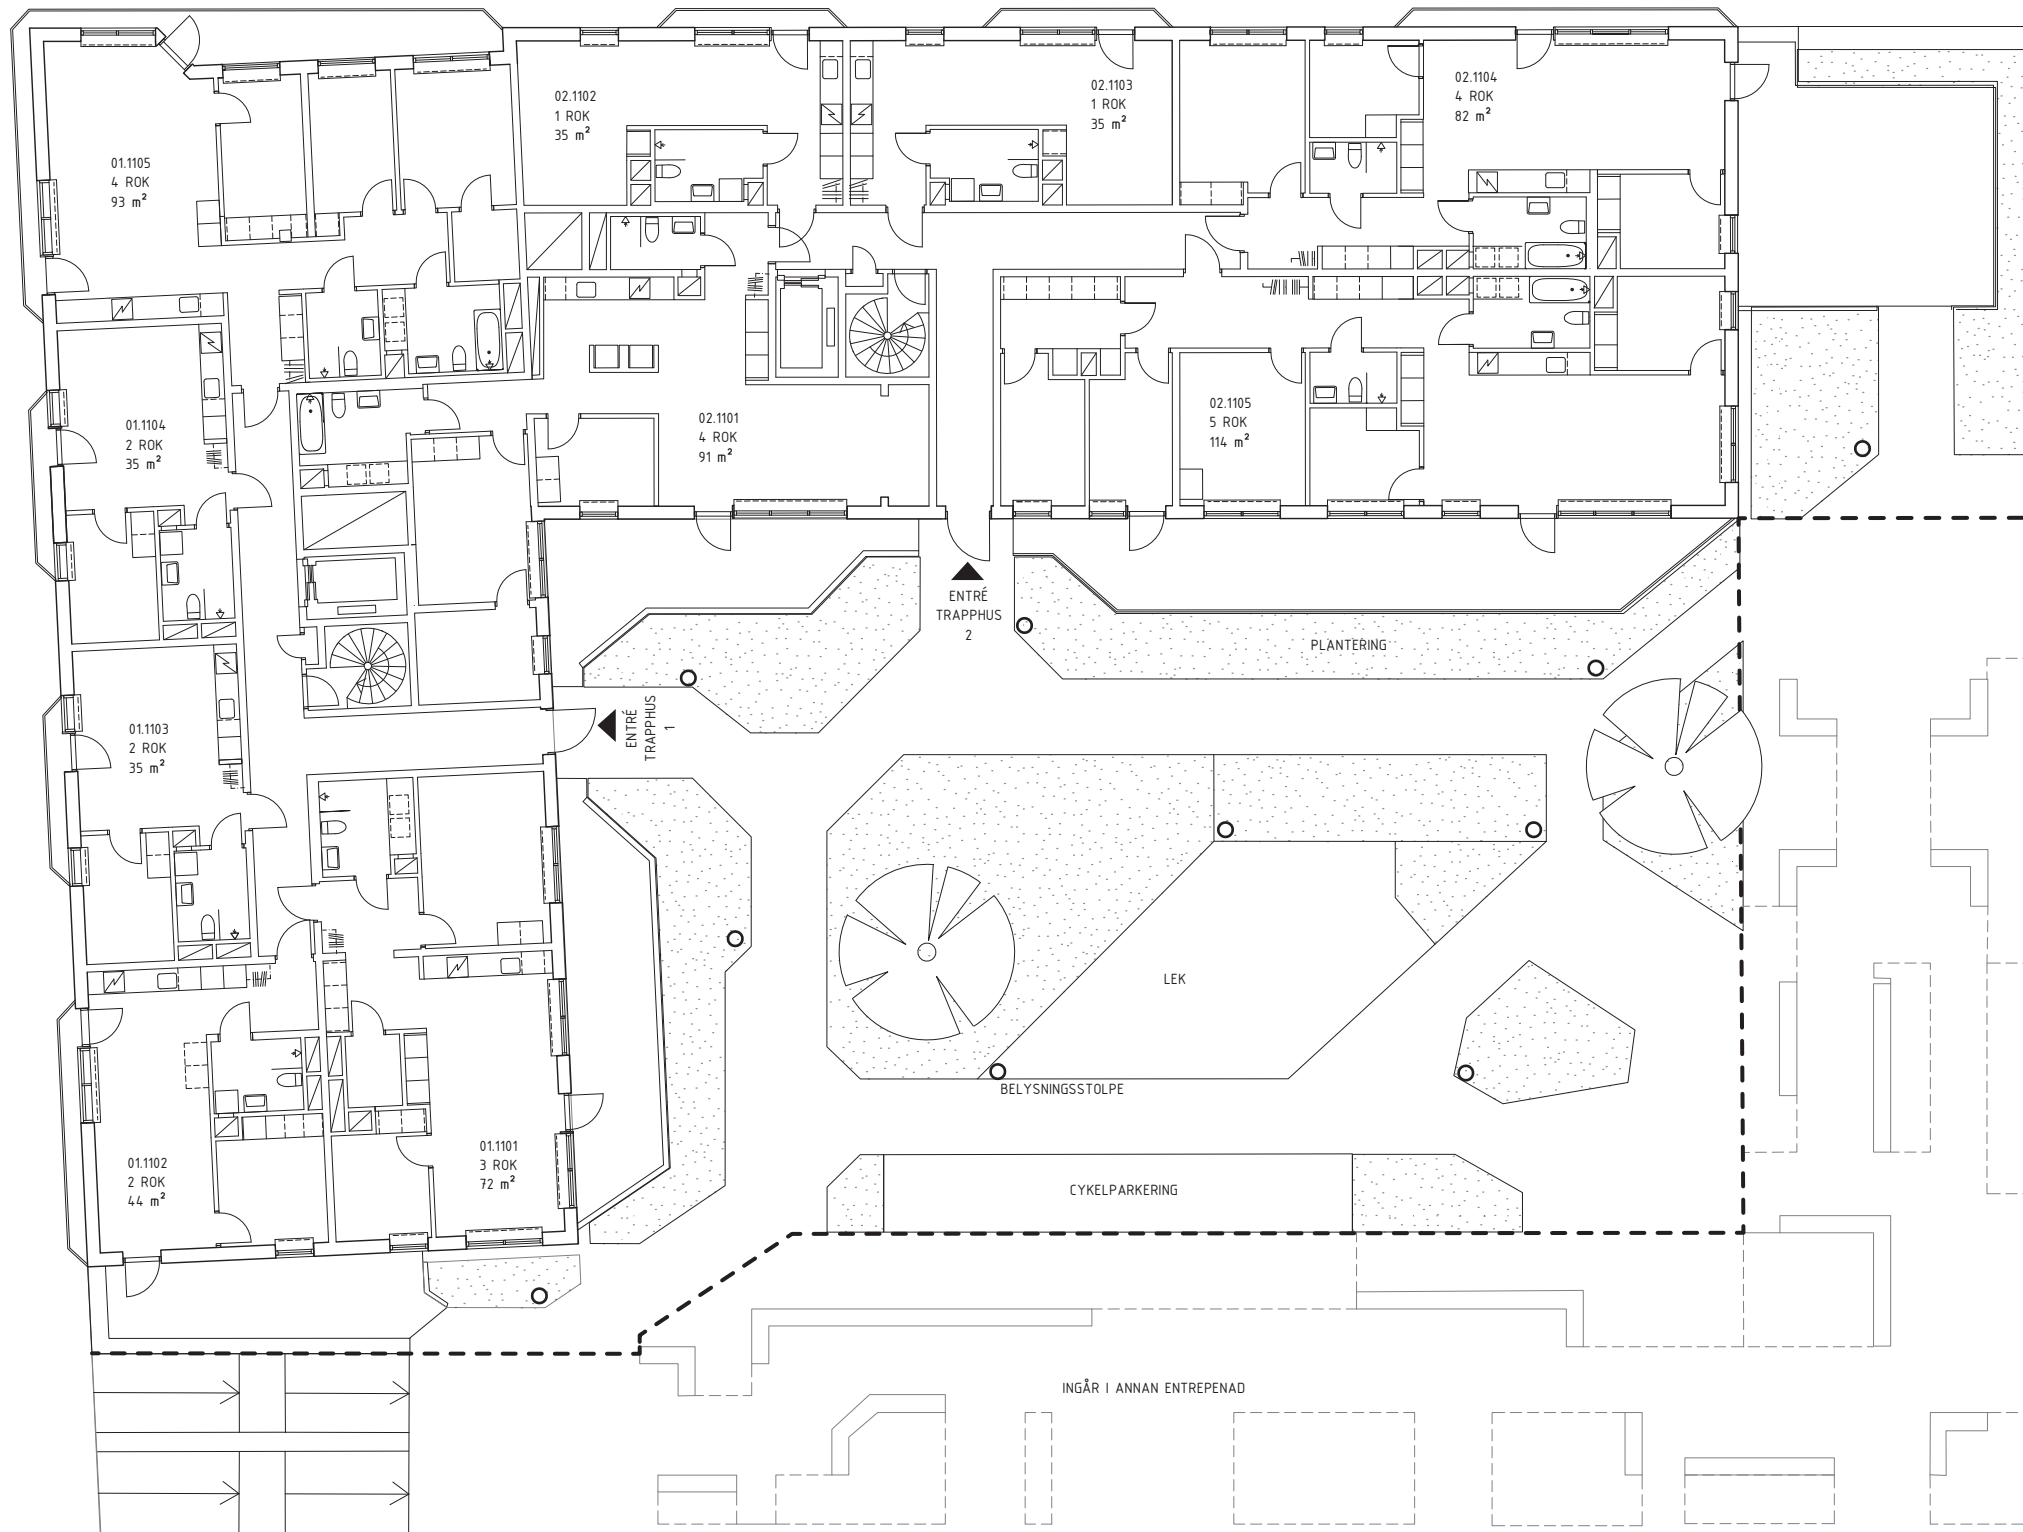 02.1102
1 ROK
35 m²
02.1103
1 ROK
35 m²
02.1104
4 ROK
82 m²
01.1105
4 ROK
93 m²
01.1104
2 ROK
35 m²
02.1101
4 ROK
91 m²
02.1105
5 ROK
114 m²
ENTRÉ
TRAPPHUS
2
PLANTERING
ENTRÉ
TRAPPHUS
1
01.1103
2 ROK
35 m²
LEK
BELYSNINGSSTOLPE
01.1102
2 ROK
44 m²
01.1101
3 ROK
72 m²
CYKELPARKERING
INGÅR I ANNAN ENTREPENAD